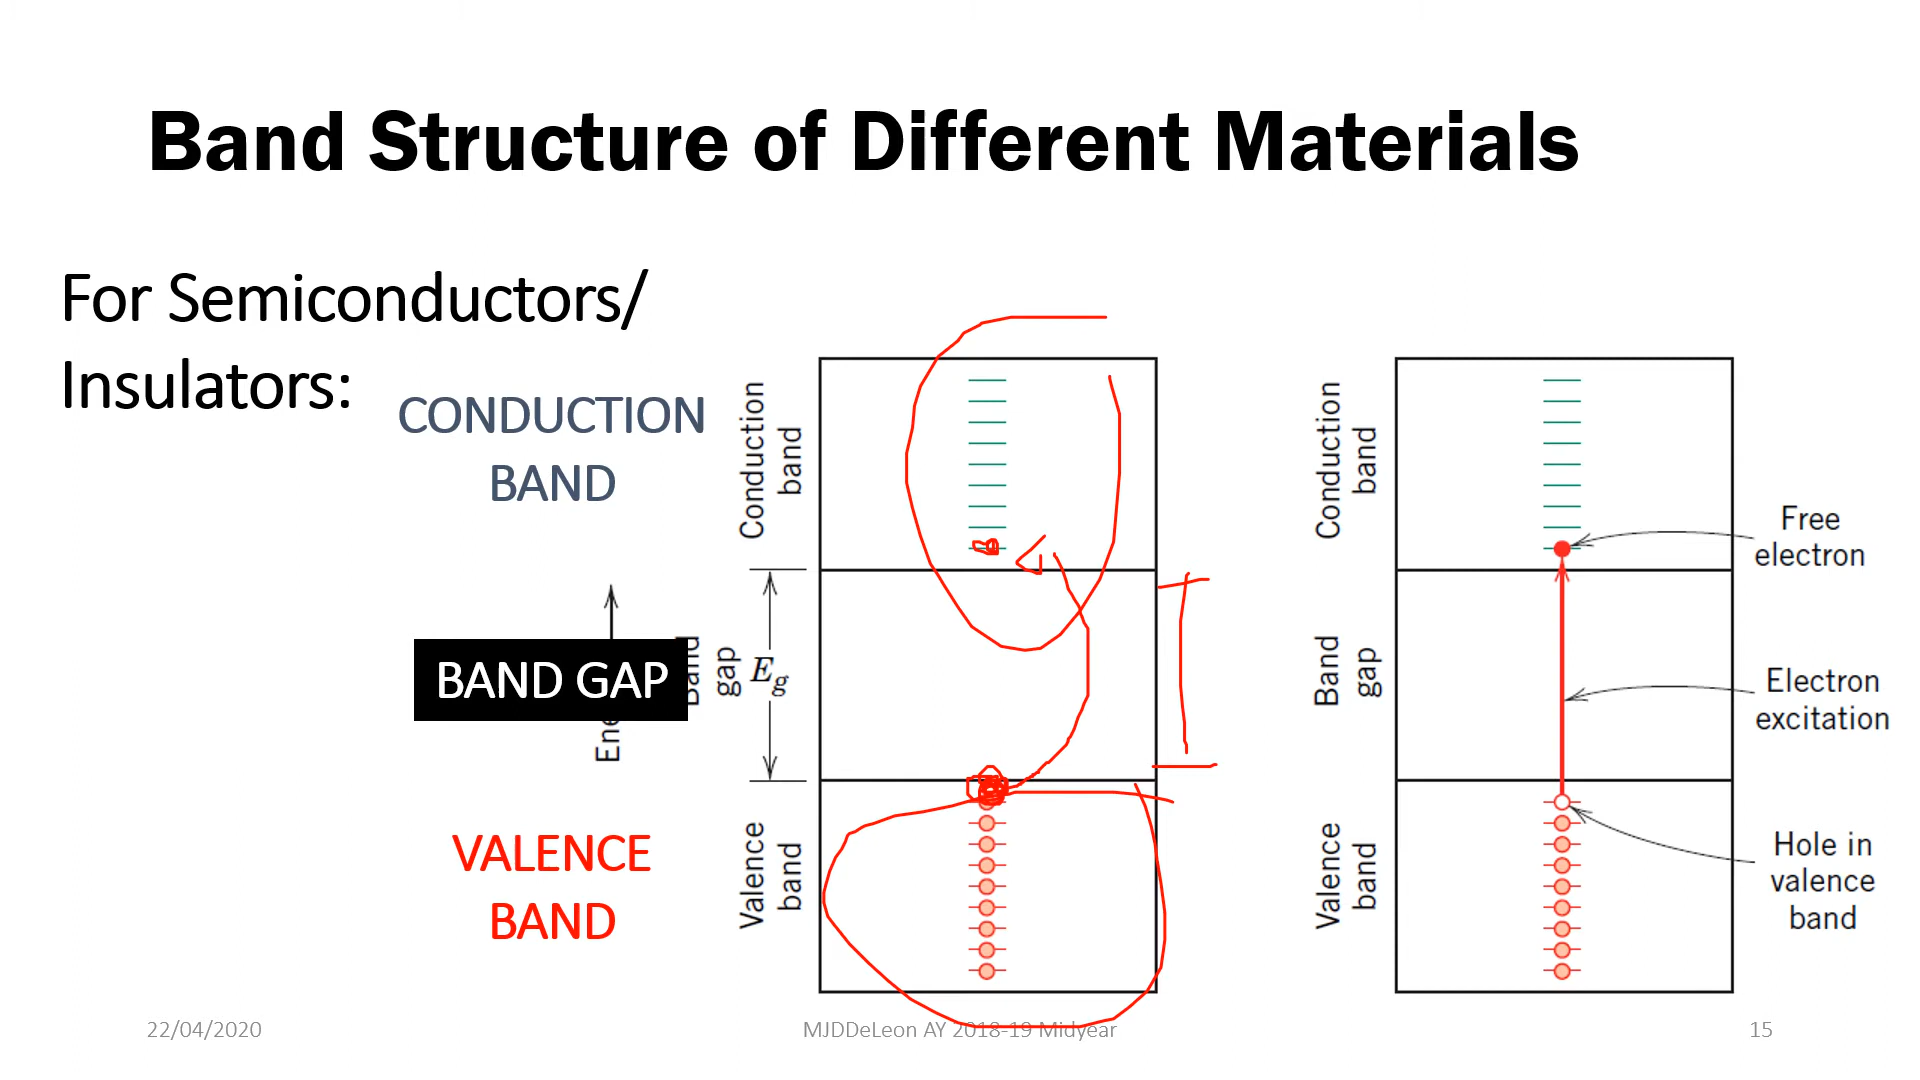 Band Structure of Different Materials
For Semiconductors/
Insulators:
CONDUCTION
BAND
BAND GAP
VALENCE
BAND
Conduction
band
Band
gap
E_g
Valence
band
Conduction
band
Band
gap
Valence
band
Free
electron
Electron
excitation
Hole in
valence
band
22/04/2020
MJDDeLeon AY 2018-19 Midyear
15